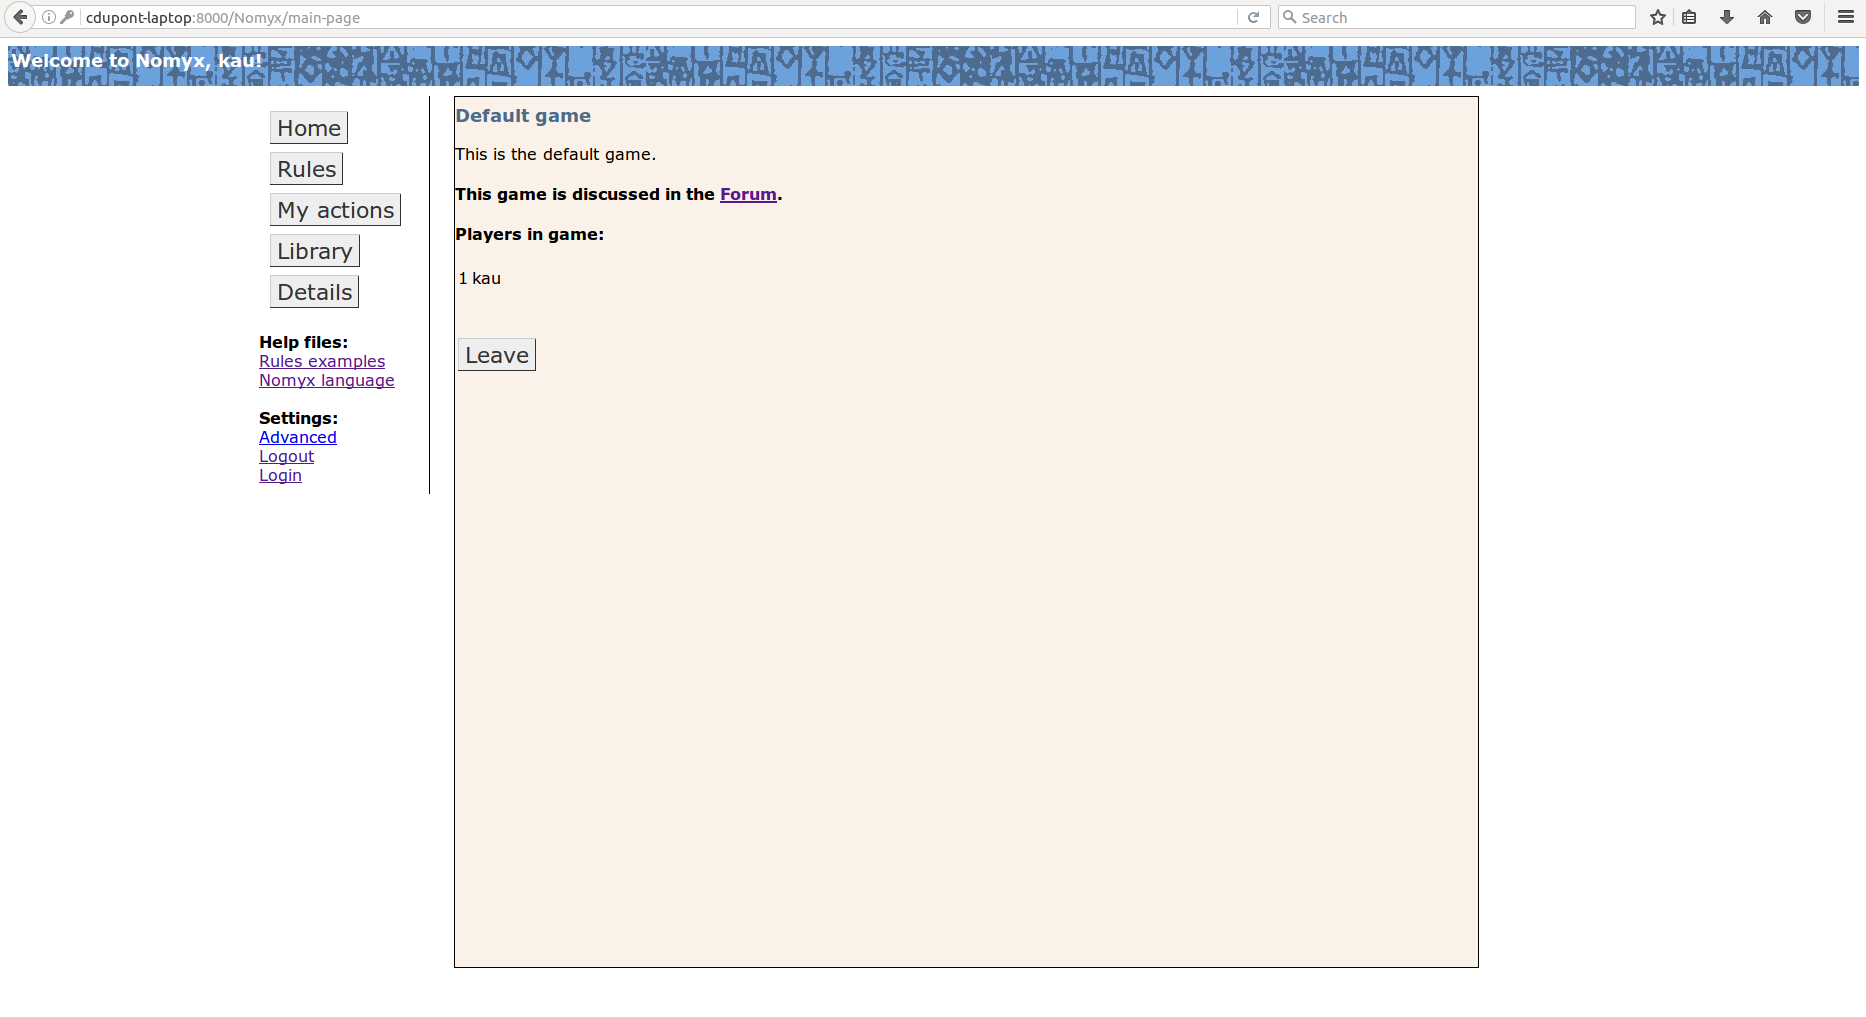 cdupont-laptop:8000/Nomyx/main-page
Search
Welcome to Nomyx, kau!
Home
Rules
My actions
Library
Details
Help files:
Rules examples
Nomyx language
Settings:
Advanced
Logout
Login
Default game
This is the default game.
This game is discussed in the Forum.
Players in game:
1 kau
Leave